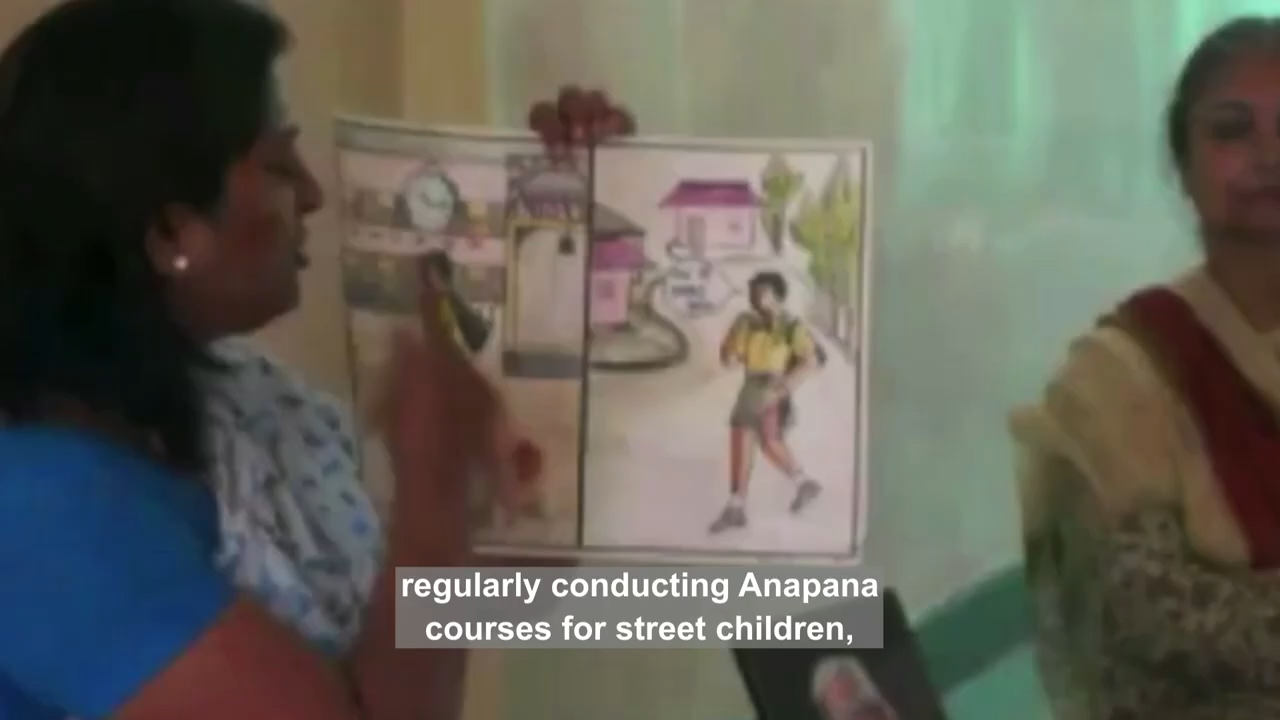 regularly conducting Anapana
courses for street children,